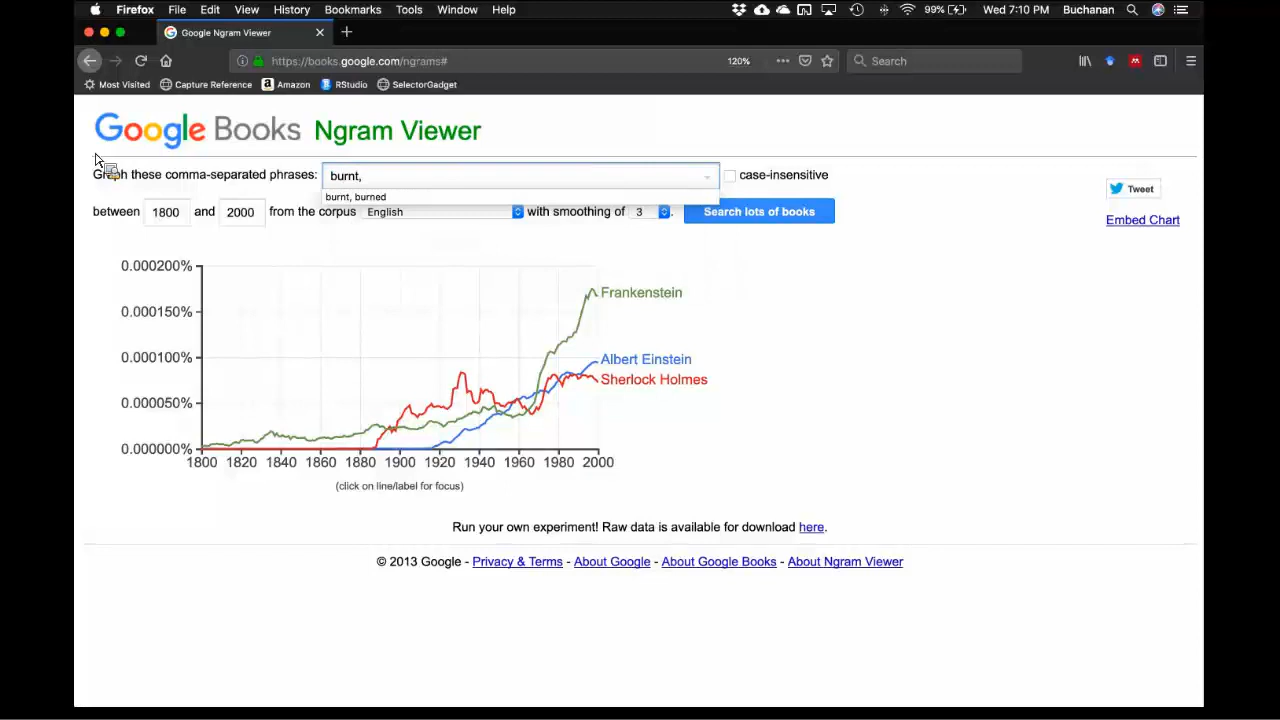 Firefox File Edit View History Bookmarks Tools Window Help 99% Wed 7:10 PM Buchanan
Google Ngram Viewer
https://books.google.com/ngrams# 120% Search
Most Visited Capture Reference Amazon RStudio SelectorGadget
Google Books Ngram Viewer
Graph these comma-separated phrases: burnt, case-insensitive
Tweet
burnt, burned
between 1800 and 2000 from the corpus English with smoothing of 3 . Search lots of books
Embed Chart
0.000200%
Frankenstein
0.000150%
0.000100%
Albert Einstein
Sherlock Holmes
0.000050%
0.000000%
1800 1820 1840 1860 1880 1900 1920 1940 1960 1980 2000
(click on line/label for focus)
Run your own experiment! Raw data is available for download here.
© 2013 Google - Privacy & Terms - About Google - About Google Books - About Ngram Viewer